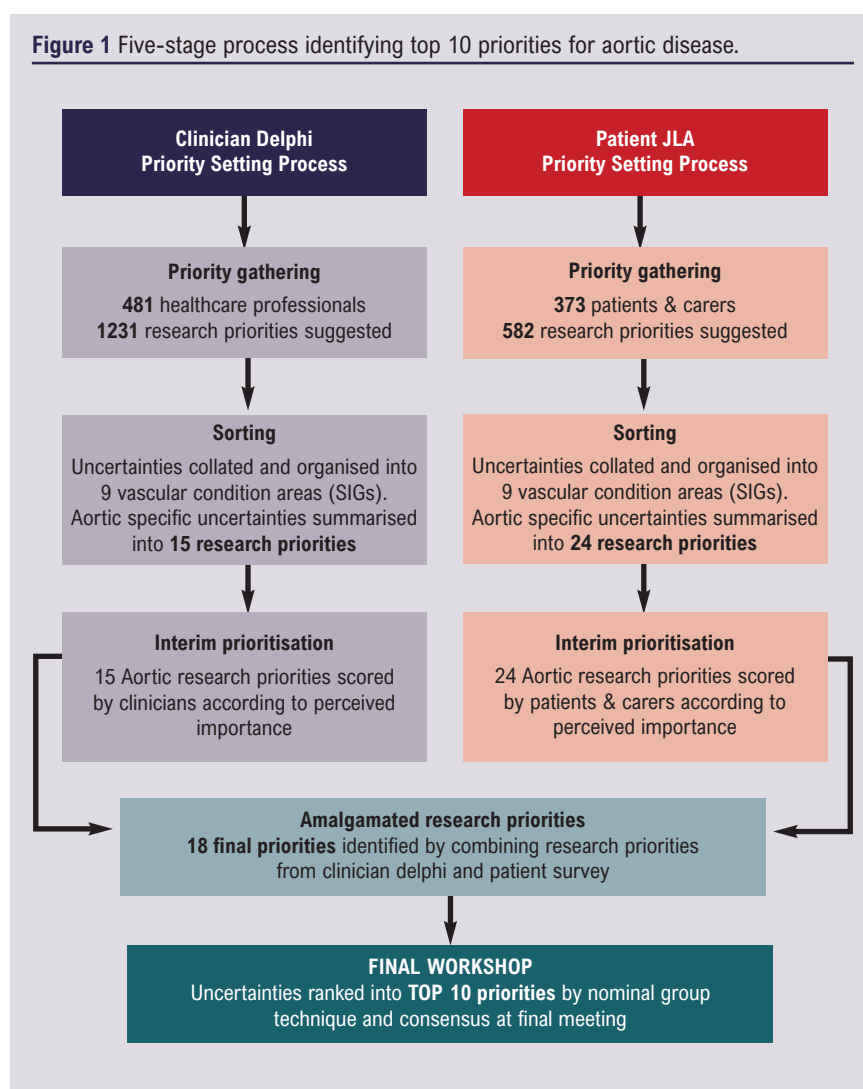 Figure 1 Five-stage process identifying top 10 priorities for aortic disease.
Clinician Delphi
Priority Setting Process
Priority gathering
481 healthcare professionals
1231 research priorities suggested
Sorting
Uncertainties collated and organised into
9 vascular condition areas (SIGs).
Aortic specific uncertainties summarised
into 15 research priorities
Interim prioritisation
15 Aortic research priorities scored
by clinicians according to perceived
importance
Patient JLA
Priority Setting Process
Priority gathering
373 patients & carers
582 research priorities suggested
Sorting
Uncertainties collated and organised into
9 vascular condition areas (SIGs).
Aortic specific uncertainties summarised
into 24 research priorities
Interim prioritisation
24 Aortic research priorities scored
by patients & carers according to
perceived importance
Amalgamated research priorities
18 final priorities identified by combining research priorities
from clinician delphi and patient survey
FINAL WORKSHOP
Uncertainties ranked into TOP 10 priorities by nominal group
technique and consensus at final meeting